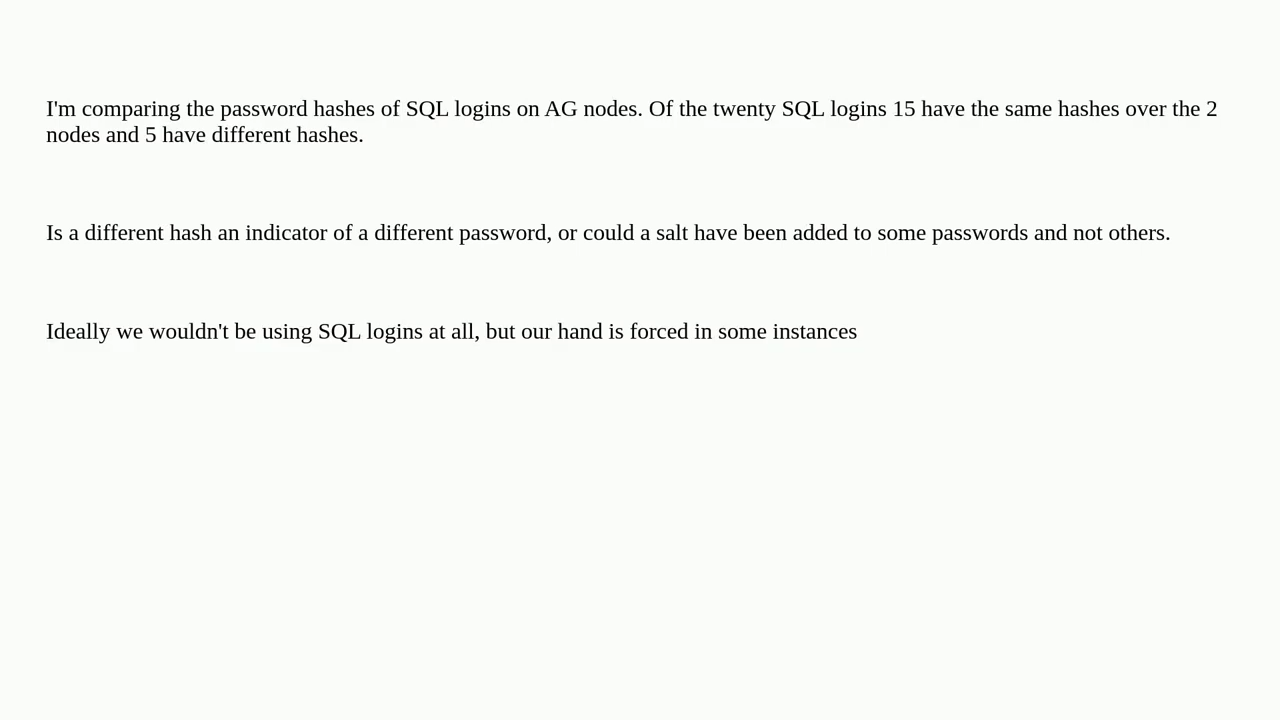 I'm comparing the password hashes of SQL logins on AG nodes. Of the twenty SQL logins 15 have the same hashes over the 2
nodes and 5 have different hashes.
Is a different hash an indicator of a different password, or could a salt have been added to some passwords and not others.
Ideally we wouldn't be using SQL logins at all, but our hand is forced in some instances